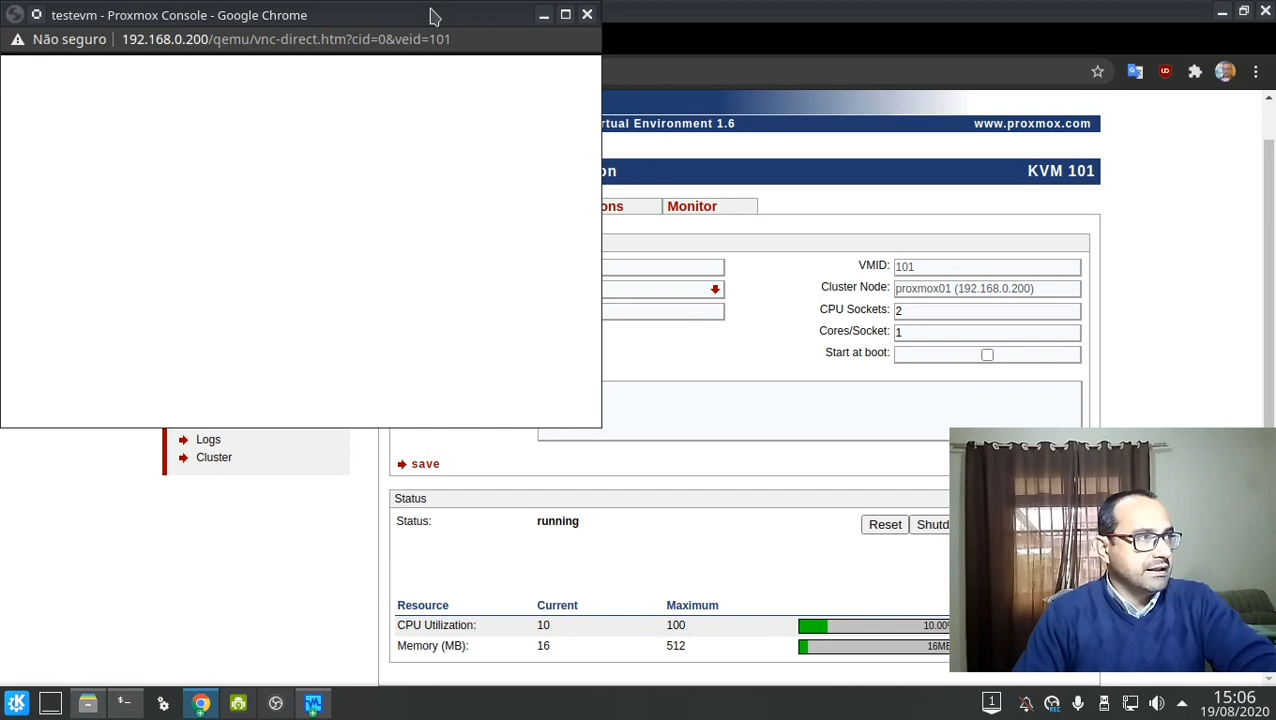 testevm - Proxmox Console - Google Chrome
Não seguro 192.168.0.200/qemu/vnc-direct.htm?cid=0&veid=101
rtual Environment 1.6 www.proxmox.com
on KVM 101
ons Monitor
VMID: 101
Cluster Node: proxmox01 (192.168.0.200)
CPU Sockets: 2
Cores/Socket: 1
Start at boot:
Logs
Cluster
save
Status
Status: running Reset Shutd
Resource Current Maximum
CPU Utilization: 10 100 10.00%
Memory (MB): 16 512 16MB
1 REC 15:06
19/08/2020